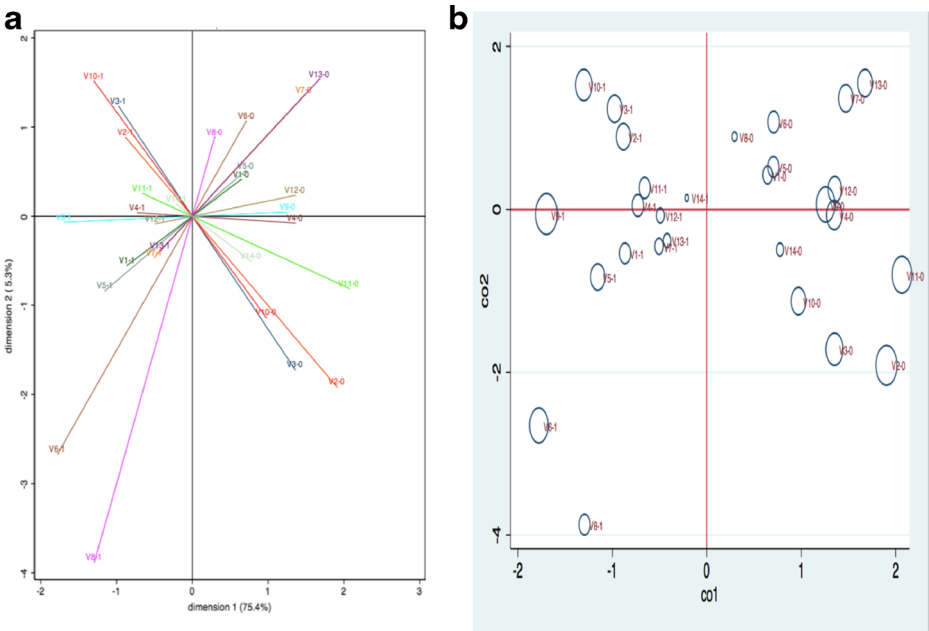 a
b
2
1
0
-1
-2
-3
-4
-2
-1
0
1
2
3
dimension 1 (75.4%)
dimension 2 (5.3%)
V10-1
V3-1
V2-1
V13-0
V7-0
V6-0
V8-0
V5-0
V1-0
V11-1
V12-0
V4-1
V9-0
V12-1
V4-0
V13-1
V7-1
V14-0
V1-1
V5-1
V11-0
V10-0
V3-0
V2-0
V6-1
V8-1
2
0
-2
-4
co2
-2
-1
0
1
2
co1
V10-1
V3-1
V2-1
V13-0
V7-0
V6-0
V8-0
V5-0
V1-0
V11-1
V14-1
V12-0
V4-1
V9-1
V12-1
V4-0
V13-1
V7-1
V1-1
V14-0
V5-1
V11-0
V10-0
V3-0
V2-0
V6-1
V8-1